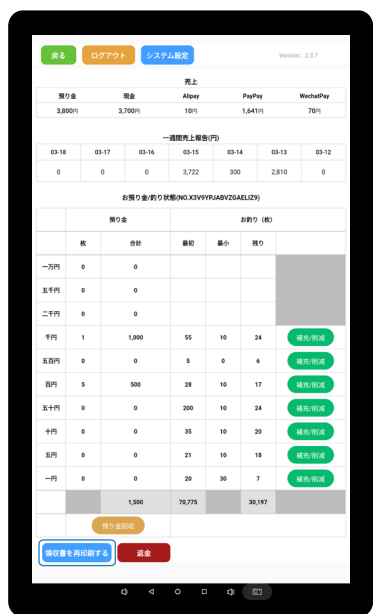 戻る ログアウト システム設定 Version: 2.3.7
売上
預り金 現金 Alipay PayPay WechatPay
3,800円 3,700円 10円 1,641円 70円
一週間売上報告(円)
03-18 03-17 03-16 03-15 03-14 03-13 03-12
0 0 0 3,722 300 2,810 0
お預り金/釣り状態(NO.X3V9YPJABVZGAELIZ9)
預り金 お釣り（枚）
枚 合計 最初 最小 残り
一万円 0 0
五千円 0 0
二千円 0 0
千円 1 1,000 55 10 24 補充/削減
五百円 0 0 5 0 6 補充/削減
百円 5 500 28 10 17 補充/削減
五十円 0 0 200 10 24 補充/削減
十円 0 0 35 10 20 補充/削減
五円 0 0 21 10 18 補充/削減
一円 0 0 20 30 7 補充/削減
1,500 70,775 30,197
預り金回収
領収書を再印刷する 返金